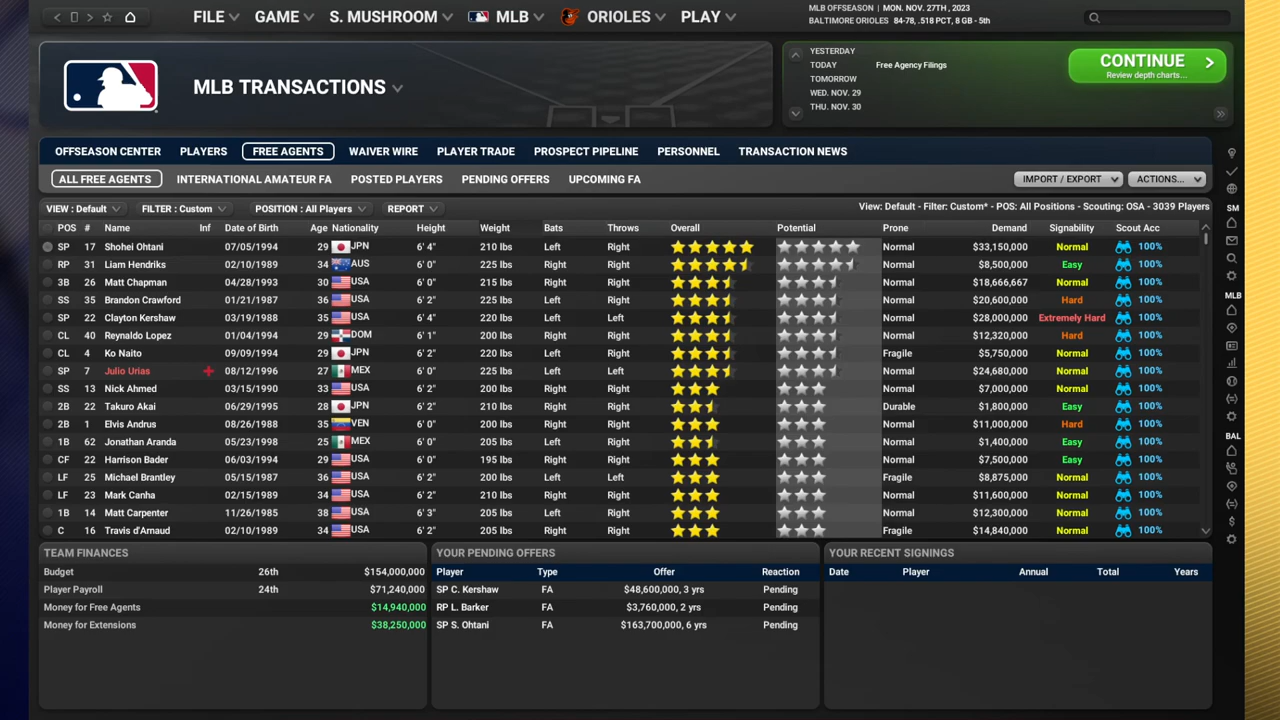 FILE GAME S. MUSHROOM MLB ORIOLES PLAY
MLB OFFSEASON | MON. NOV. 27TH, 2023
BALTIMORE ORIOLES 84-78, .518 PCT, 8 GB - 5th
MLB TRANSACTIONS
YESTERDAY
TODAY Free Agency Filings
TOMORROW
WED. NOV. 29
THU. NOV. 30
CONTINUE
Review depth charts...
OFFSEASON CENTER PLAYERS FREE AGENTS WAIVER WIRE PLAYER TRADE PROSPECT PIPELINE PERSONNEL TRANSACTION NEWS
ALL FREE AGENTS INTERNATIONAL AMATEUR FA POSTED PLAYERS PENDING OFFERS UPCOMING FA IMPORT / EXPORT ACTIONS...
VIEW : Default FILTER : Custom POSITION : All Players REPORT View: Default - Filter: Custom* - POS: All Positions - Scouting: OSA - 3039 Players
POS # Name Inf Date of Birth Age Nationality Height Weight Bats Throws Overall Potential Prone Demand Signability Scout Acc
SP 17 Shohei Ohtani 07/05/1994 29 JPN 6' 4" 210 lbs Left Right Normal $33,150,000 Normal 100%
RP 31 Liam Hendriks 02/10/1989 34 AUS 6' 0" 225 lbs Right Right Normal $8,500,000 Easy 100%
3B 26 Matt Chapman 04/28/1993 30 USA 6' 0" 215 lbs Right Right Normal $18,666,667 Normal 100%
SS 35 Brandon Crawford 01/21/1987 36 USA 6' 2" 225 lbs Left Right Normal $20,600,000 Hard 100%
SP 22 Clayton Kershaw 03/19/1988 35 USA 6' 4" 220 lbs Left Left Normal $28,000,000 Extremely Hard 100%
CL 40 Reynaldo Lopez 01/04/1994 29 DOM 6' 1" 200 lbs Right Right Normal $12,320,000 Hard 100%
CL 4 Ko Naito 09/09/1994 29 JPN 6' 2" 220 lbs Left Right Fragile $5,750,000 Normal 100%
SP 7 Julio Urias 08/12/1996 27 MEX 6' 0" 225 lbs Left Left Normal $24,680,000 Normal 100%
SS 13 Nick Ahmed 03/15/1990 33 USA 6' 2" 200 lbs Right Right Normal $7,000,000 Normal 100%
2B 22 Takuro Akai 06/29/1995 28 JPN 6' 2" 210 lbs Left Right Durable $1,800,000 Easy 100%
2B 1 Elvis Andrus 08/26/1988 35 VEN 6' 0" 210 lbs Right Right Normal $11,000,000 Hard 100%
1B 62 Jonathan Aranda 05/23/1998 25 MEX 6' 0" 205 lbs Left Right Normal $1,400,000 Easy 100%
CF 22 Harrison Bader 06/03/1994 29 USA 6' 0" 195 lbs Right Right Normal $7,500,000 Easy 100%
LF 25 Michael Brantley 05/15/1987 36 USA 6' 2" 200 lbs Left Left Fragile $8,875,000 Normal 100%
LF 23 Mark Canha 02/15/1989 34 USA 6' 2" 210 lbs Right Right Normal $11,600,000 Normal 100%
1B 14 Matt Carpenter 11/26/1985 38 USA 6' 3" 205 lbs Left Right Normal $12,300,000 Normal 100%
C 16 Travis d'Arnaud 02/10/1989 34 USA 6' 2" 205 lbs Right Right Fragile $14,840,000 Normal 100%
SM
MLB
BAL
TEAM FINANCES
Budget 26th $154,000,000
Player Payroll 24th $71,240,000
Money for Free Agents $14,940,000
Money for Extensions $38,250,000
YOUR PENDING OFFERS
Player Type Offer Reaction
SP C. Kershaw FA $48,600,000, 3 yrs Pending
RP L. Barker FA $3,760,000, 2 yrs Pending
SP S. Ohtani FA $163,700,000, 6 yrs Pending
YOUR RECENT SIGNINGS
Date Player Annual Total Years